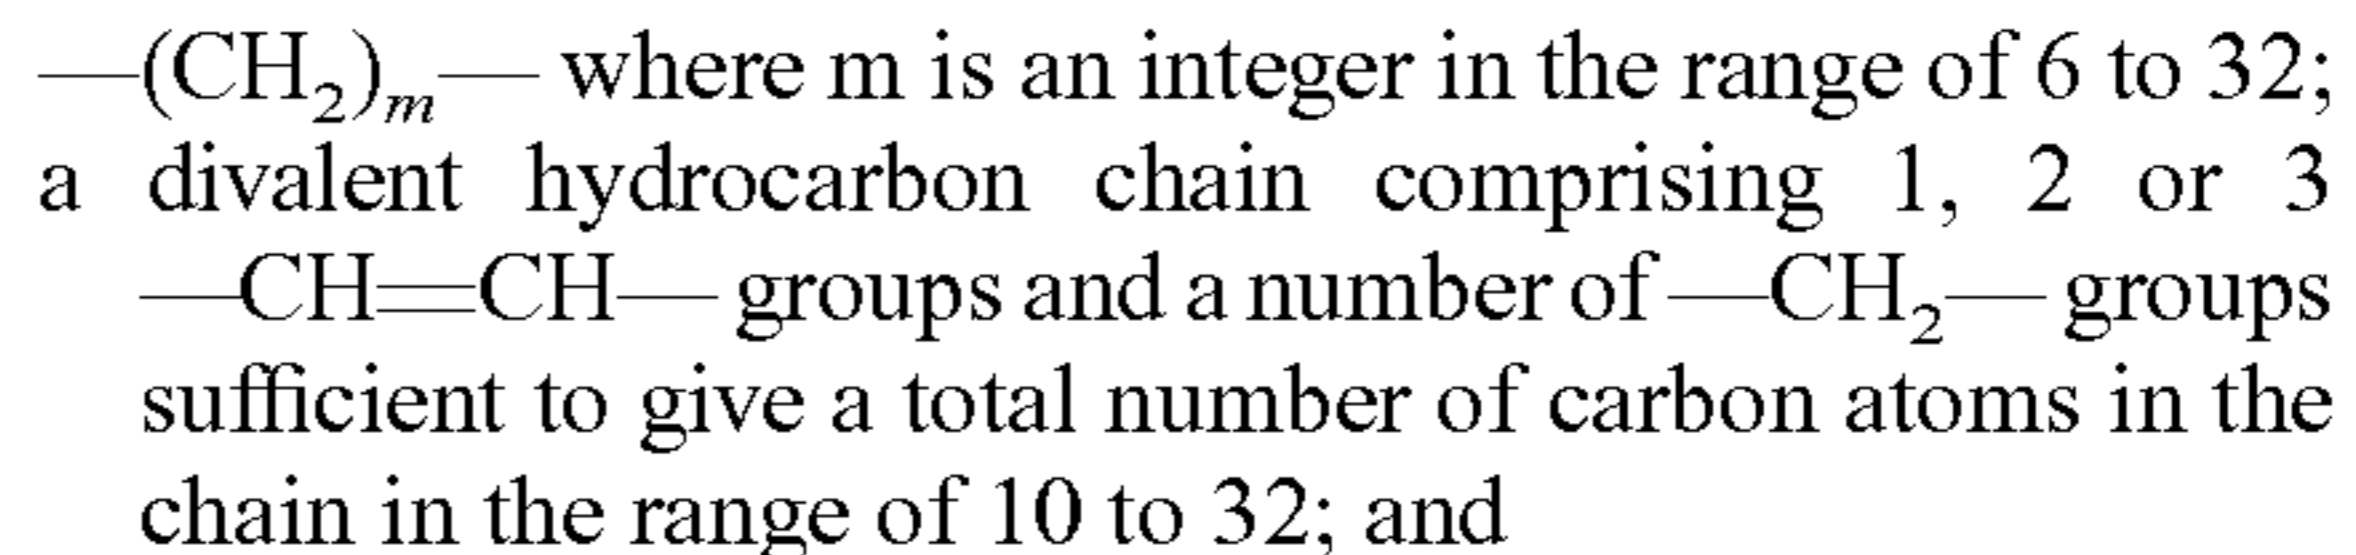 —(CH₂)ₘ— where m is an integer in the range of 6 to 32;
a divalent hydrocarbon chain comprising 1, 2 or 3
—CH=CH— groups and a number of —CH₂— groups
sufficient to give a total number of carbon atoms in the
chain in the range of 10 to 32; and